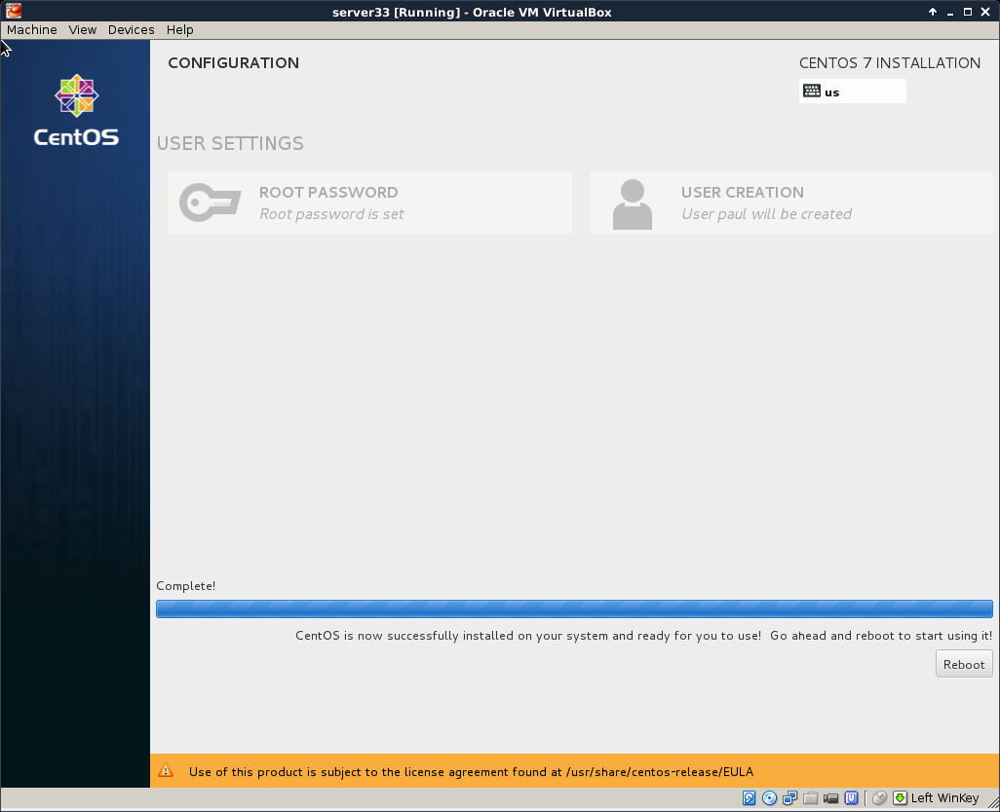 server33 [Running] - Oracle VM VirtualBox
Machine View Devices Help
CentOS
CONFIGURATION
CENTOS 7 INSTALLATION
us
USER SETTINGS
ROOT PASSWORD
Root password is set
USER CREATION
User paul will be created
Complete!
CentOS is now successfully installed on your system and ready for you to use!  Go ahead and reboot to start using it!
Reboot
Use of this product is subject to the license agreement found at /usr/share/centos-release/EULA
Left WinKey